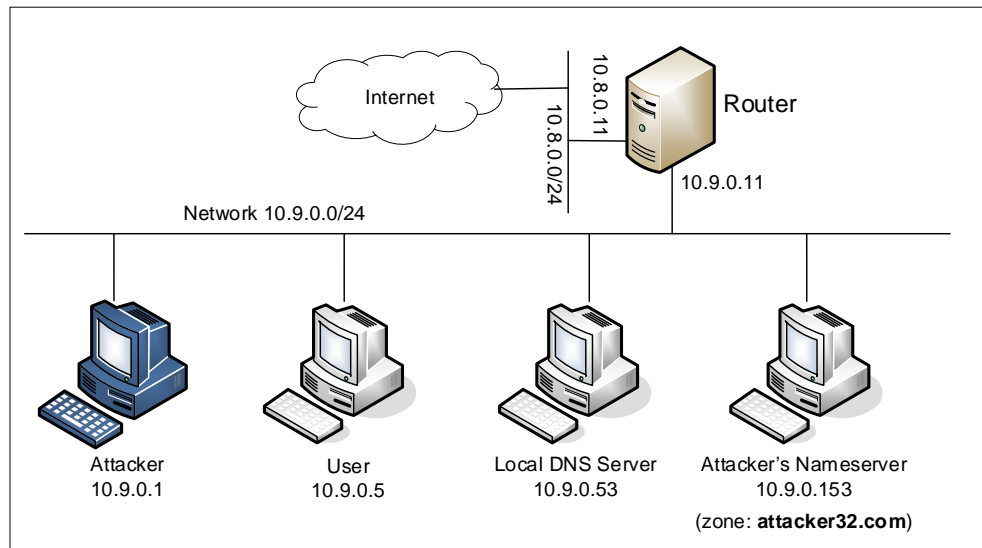 Internet
10.8.0.11
10.8.0.0/24
Router
10.9.0.11
Network 10.9.0.0/24
Attacker
10.9.0.1
User
10.9.0.5
Local DNS Server
10.9.0.53
Attacker's Nameserver
10.9.0.153
(zone: attacker32.com)